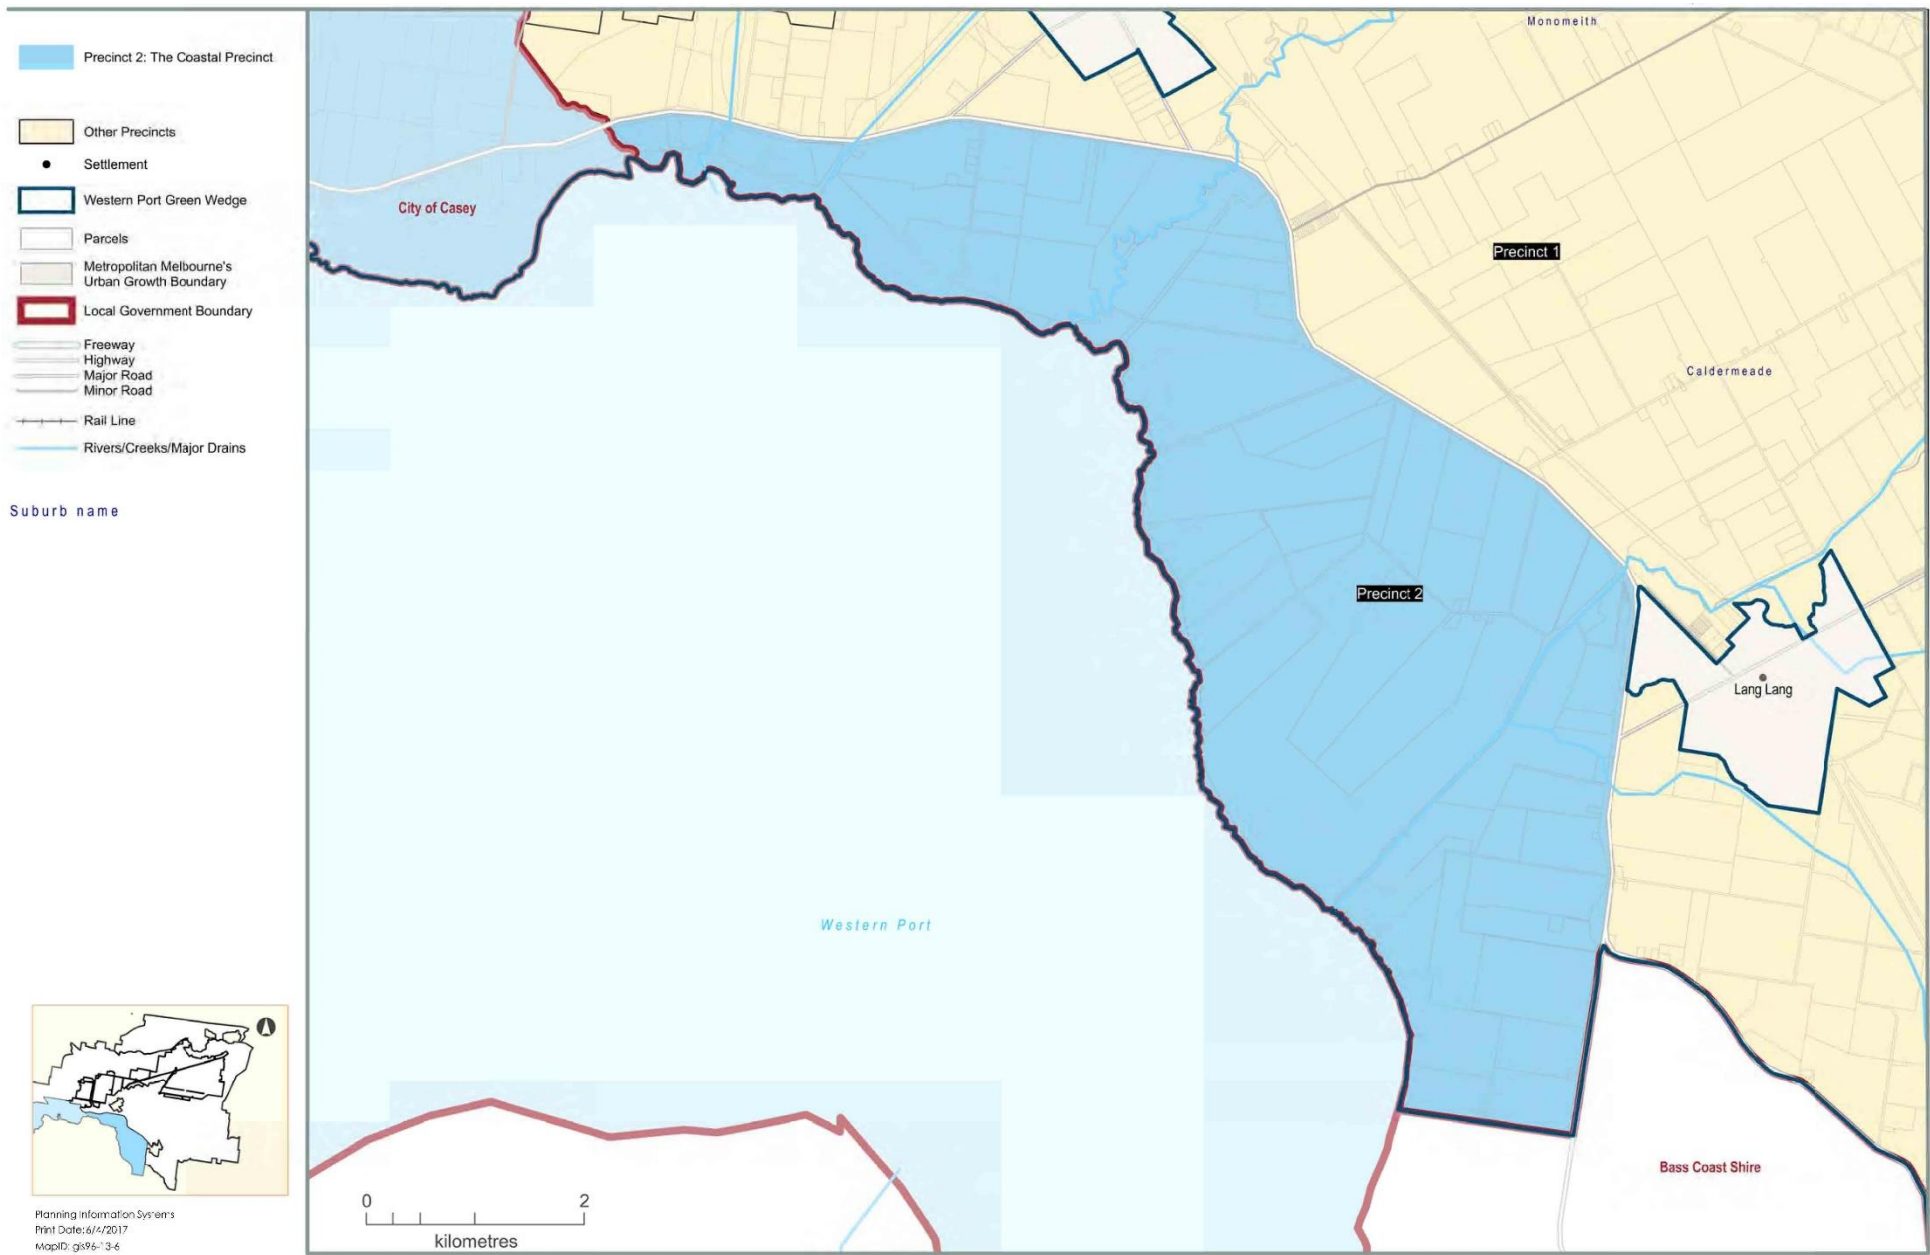 Precinct 2: The Coastal Precinct
Other Precincts
Settlement
Western Port Green Wedge
Parcels
Metropolitan Melbourne's
Urban Growth Boundary
Local Government Boundary
Freeway
Highway
Major Road
Minor Road
Rail Line
Rivers/Creeks/Major Drains
Suburb name
Monomeith
City of Casey
Precinct 1
Caldermeade
Precinct 2
Lang Lang
Western Port
Bass Coast Shire
0 2
kilometres
Planning Information Systems
Print Date:6/4/2017
MapID: gis96-13-6